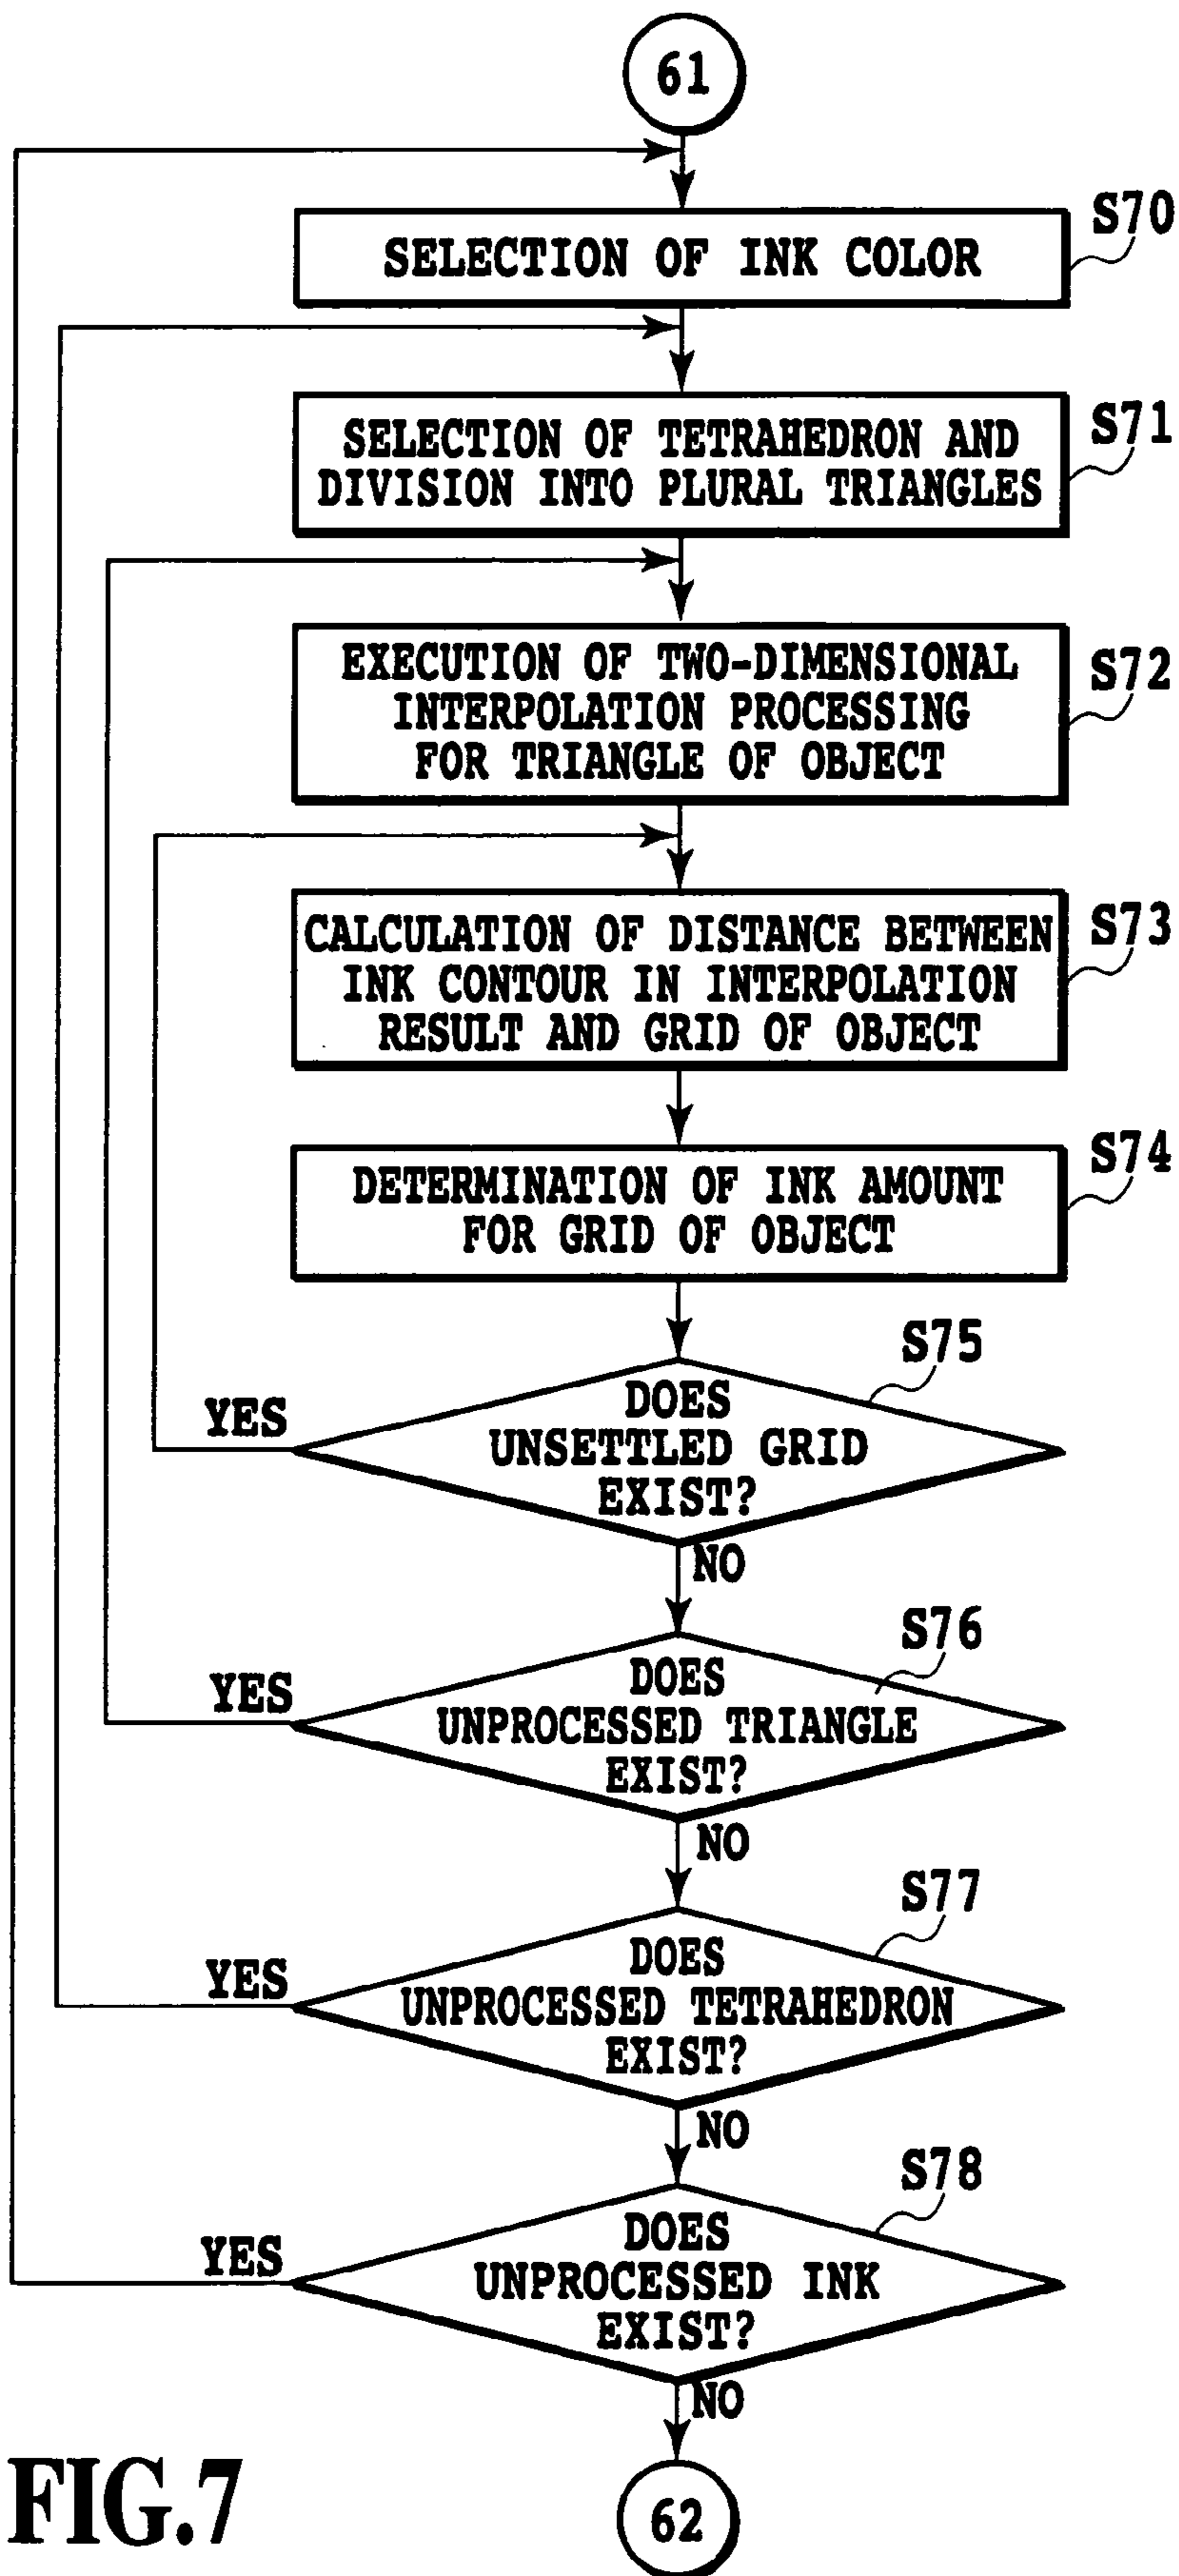 61
SELECTION OF INK COLOR
S70
SELECTION OF TETRAHEDRON AND
DIVISION INTO PLURAL TRIANGLES
S71
EXECUTION OF TWO-DIMENSIONAL
INTERPOLATION PROCESSING
FOR TRIANGLE OF OBJECT
S72
CALCULATION OF DISTANCE BETWEEN
INK CONTOUR IN INTERPOLATION
RESULT AND GRID OF OBJECT
S73
DETERMINATION OF INK AMOUNT
FOR GRID OF OBJECT
S74
S75
DOES
UNSETTLED GRID
EXIST?
YES
NO
S76
DOES
UNPROCESSED TRIANGLE
EXIST?
YES
NO
S77
DOES
UNPROCESSED TETRAHEDRON
EXIST?
YES
NO
S78
DOES
UNPROCESSED INK
EXIST?
YES
NO
62
FIG.7